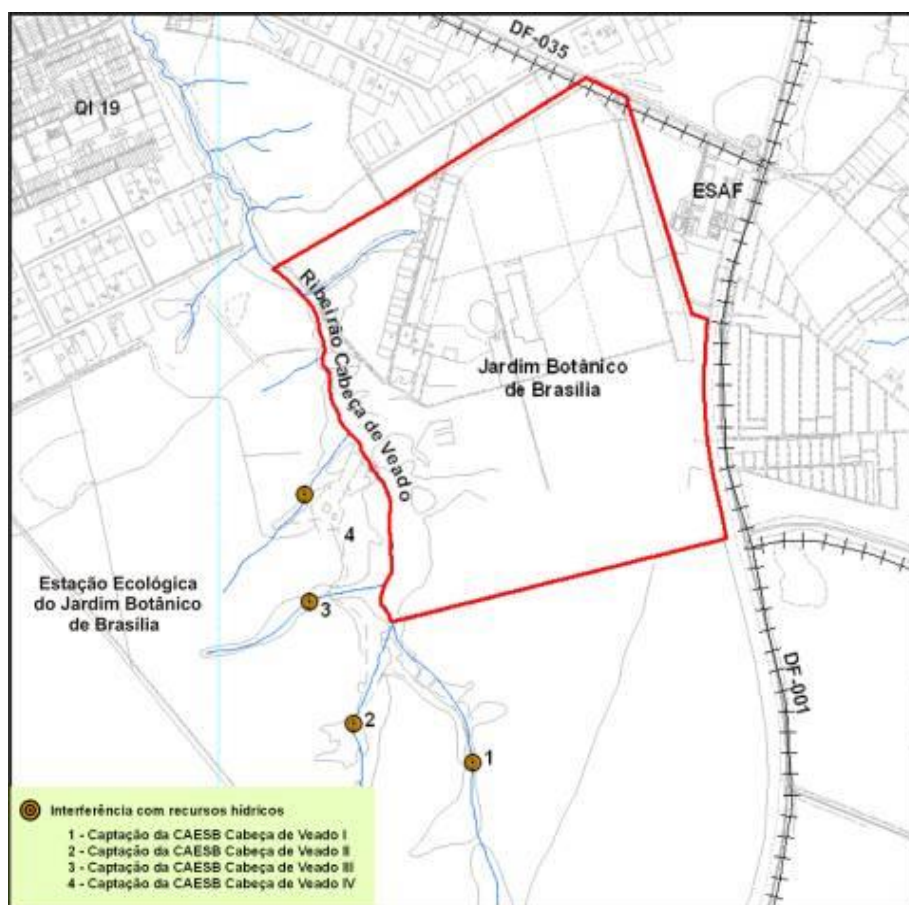 DF-035
QI 19
ESAF
Ribeirão Cabeça de Veado
Jardim Botânico
de Brasília
4
Estação Ecológica
do Jardim Botânico
de Brasília
3
2
1
DF-001
Interferência com recursos hídricos
1 - Captação da CAESB Cabeça de Veado I
2 - Captação da CAESB Cabeça de Veado II
3 - Captação da CAESB Cabeça de Veado III
4 - Captação da CAESB Cabeça de Veado IV